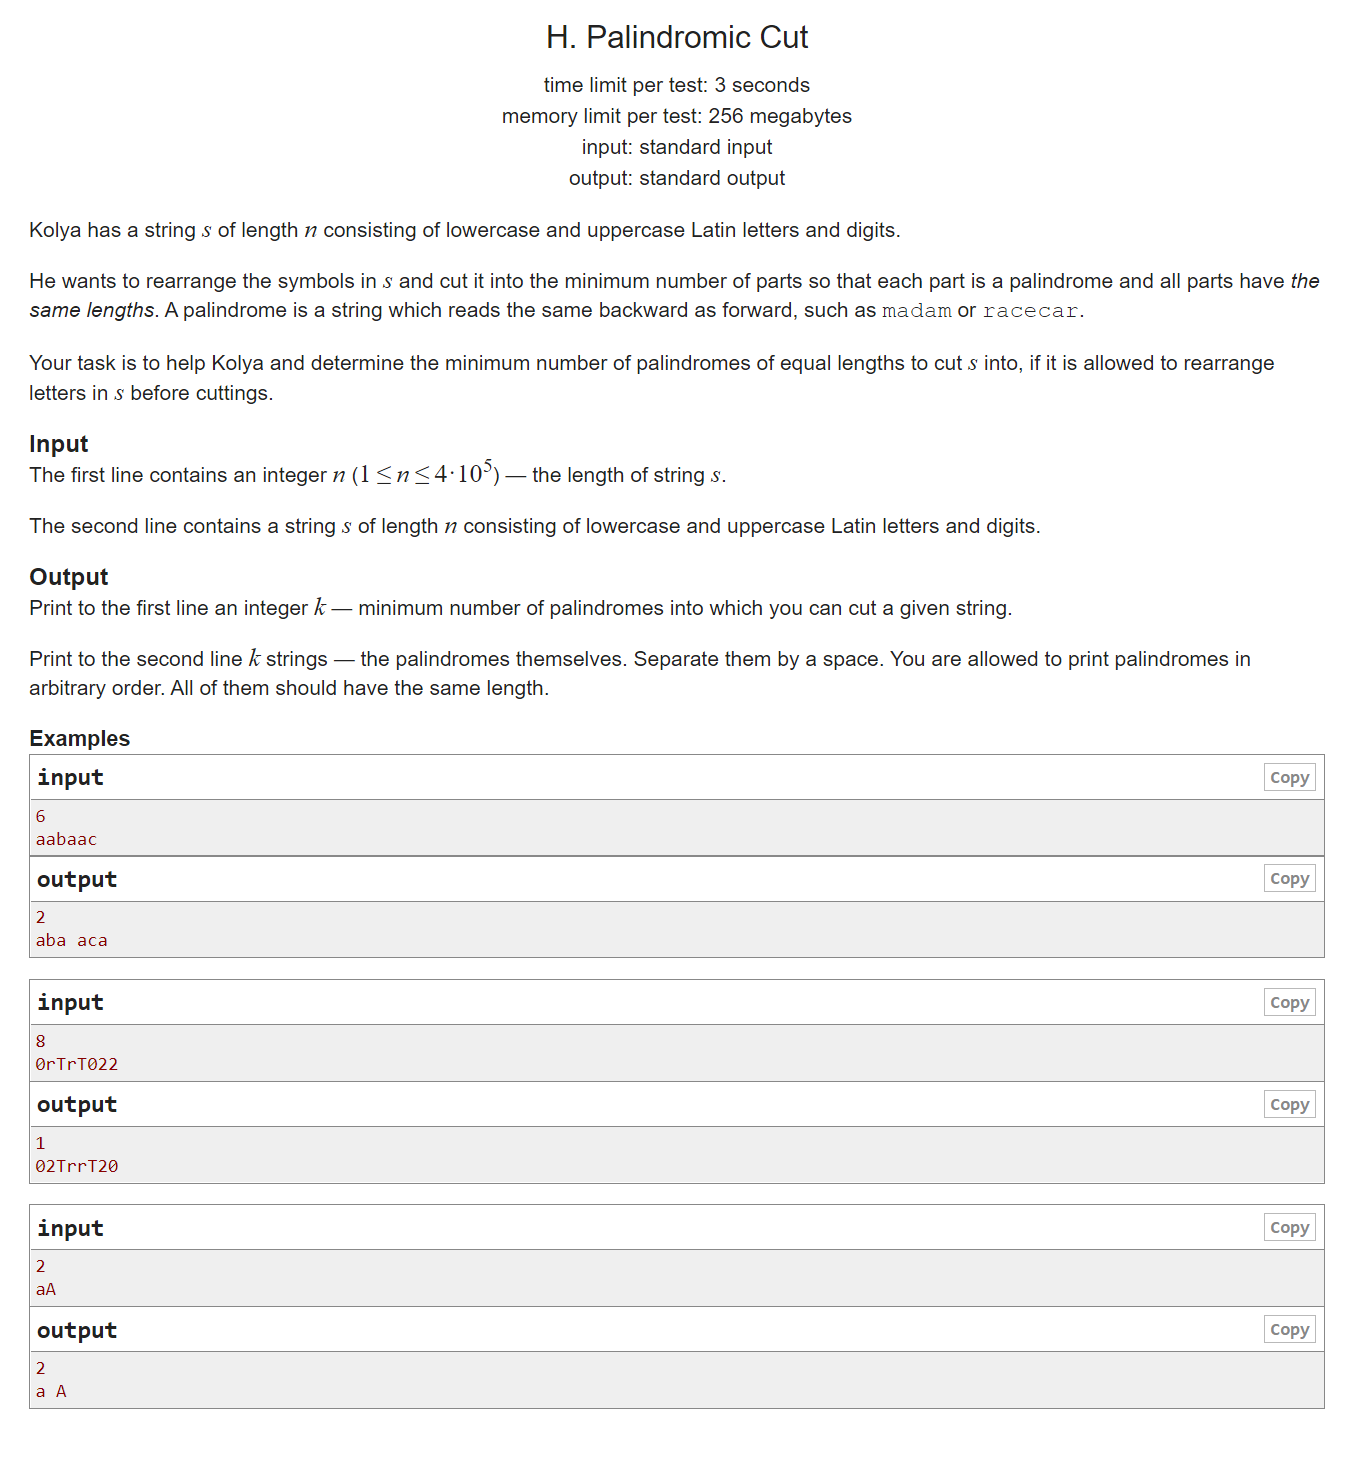 H. Palindromic Cut
time limit per test: 3 seconds
memory limit per test: 256 megabytes
input: standard input
output: standard output
Kolya has a string s of length n consisting of lowercase and uppercase Latin letters and digits.
He wants to rearrange the symbols in s and cut it into the minimum number of parts so that each part is a palindrome and all parts have the
same lengths. A palindrome is a string which reads the same backward as forward, such as madam or racecar.
Your task is to help Kolya and determine the minimum number of palindromes of equal lengths to cut s into, if it is allowed to rearrange
letters in s before cuttings.
Input
The first line contains an integer n (1 ≤ n ≤ 4·10⁵) — the length of string s.
The second line contains a string s of length n consisting of lowercase and uppercase Latin letters and digits.
Output
Print to the first line an integer k — minimum number of palindromes into which you can cut a given string.
Print to the second line k strings — the palindromes themselves. Separate them by a space. You are allowed to print palindromes in
arbitrary order. All of them should have the same length.
Examples
input Copy
6
aabaac
output Copy
2
aba aca
input Copy
8
0rTrT022
output Copy
1
02TrrT20
input Copy
2
aA
output Copy
2
a A